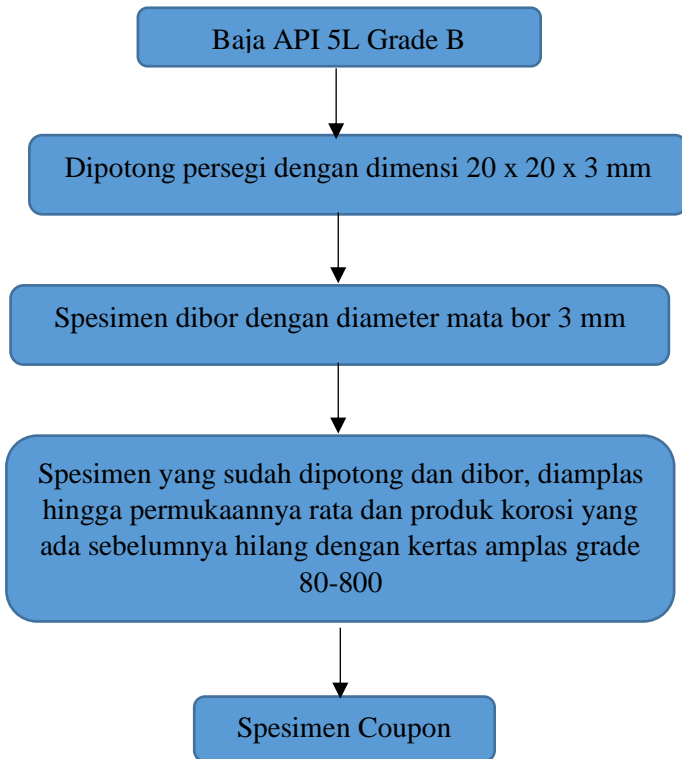 Baja API 5L Grade B
Dipotong persegi dengan dimensi 20 x 20 x 3 mm
Spesimen dibor dengan diameter mata bor 3 mm
Spesimen yang sudah dipotong dan dibor, diamplas
hingga permukaannya rata dan produk korosi yang
ada sebelumnya hilang dengan kertas amplas grade
80-800
Spesimen Coupon